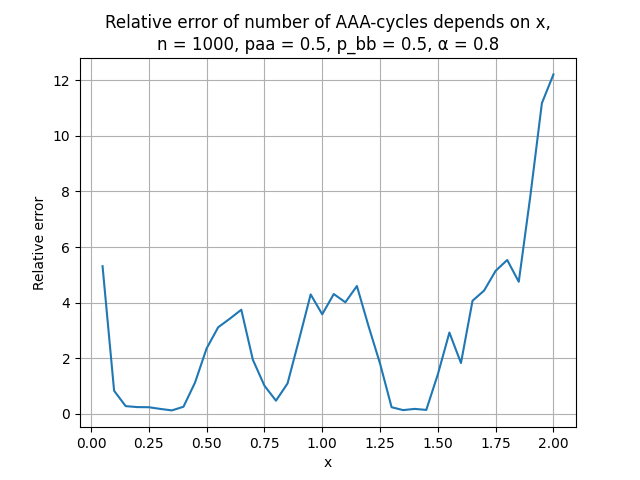 Relative error of number of AAA-cycles depends on x,
n = 1000, paa = 0.5, p_bb = 0.5, α = 0.8
12
10
8
6
4
2
0
Relative error
0.00 0.25 0.50 0.75 1.00 1.25 1.50 1.75 2.00
x